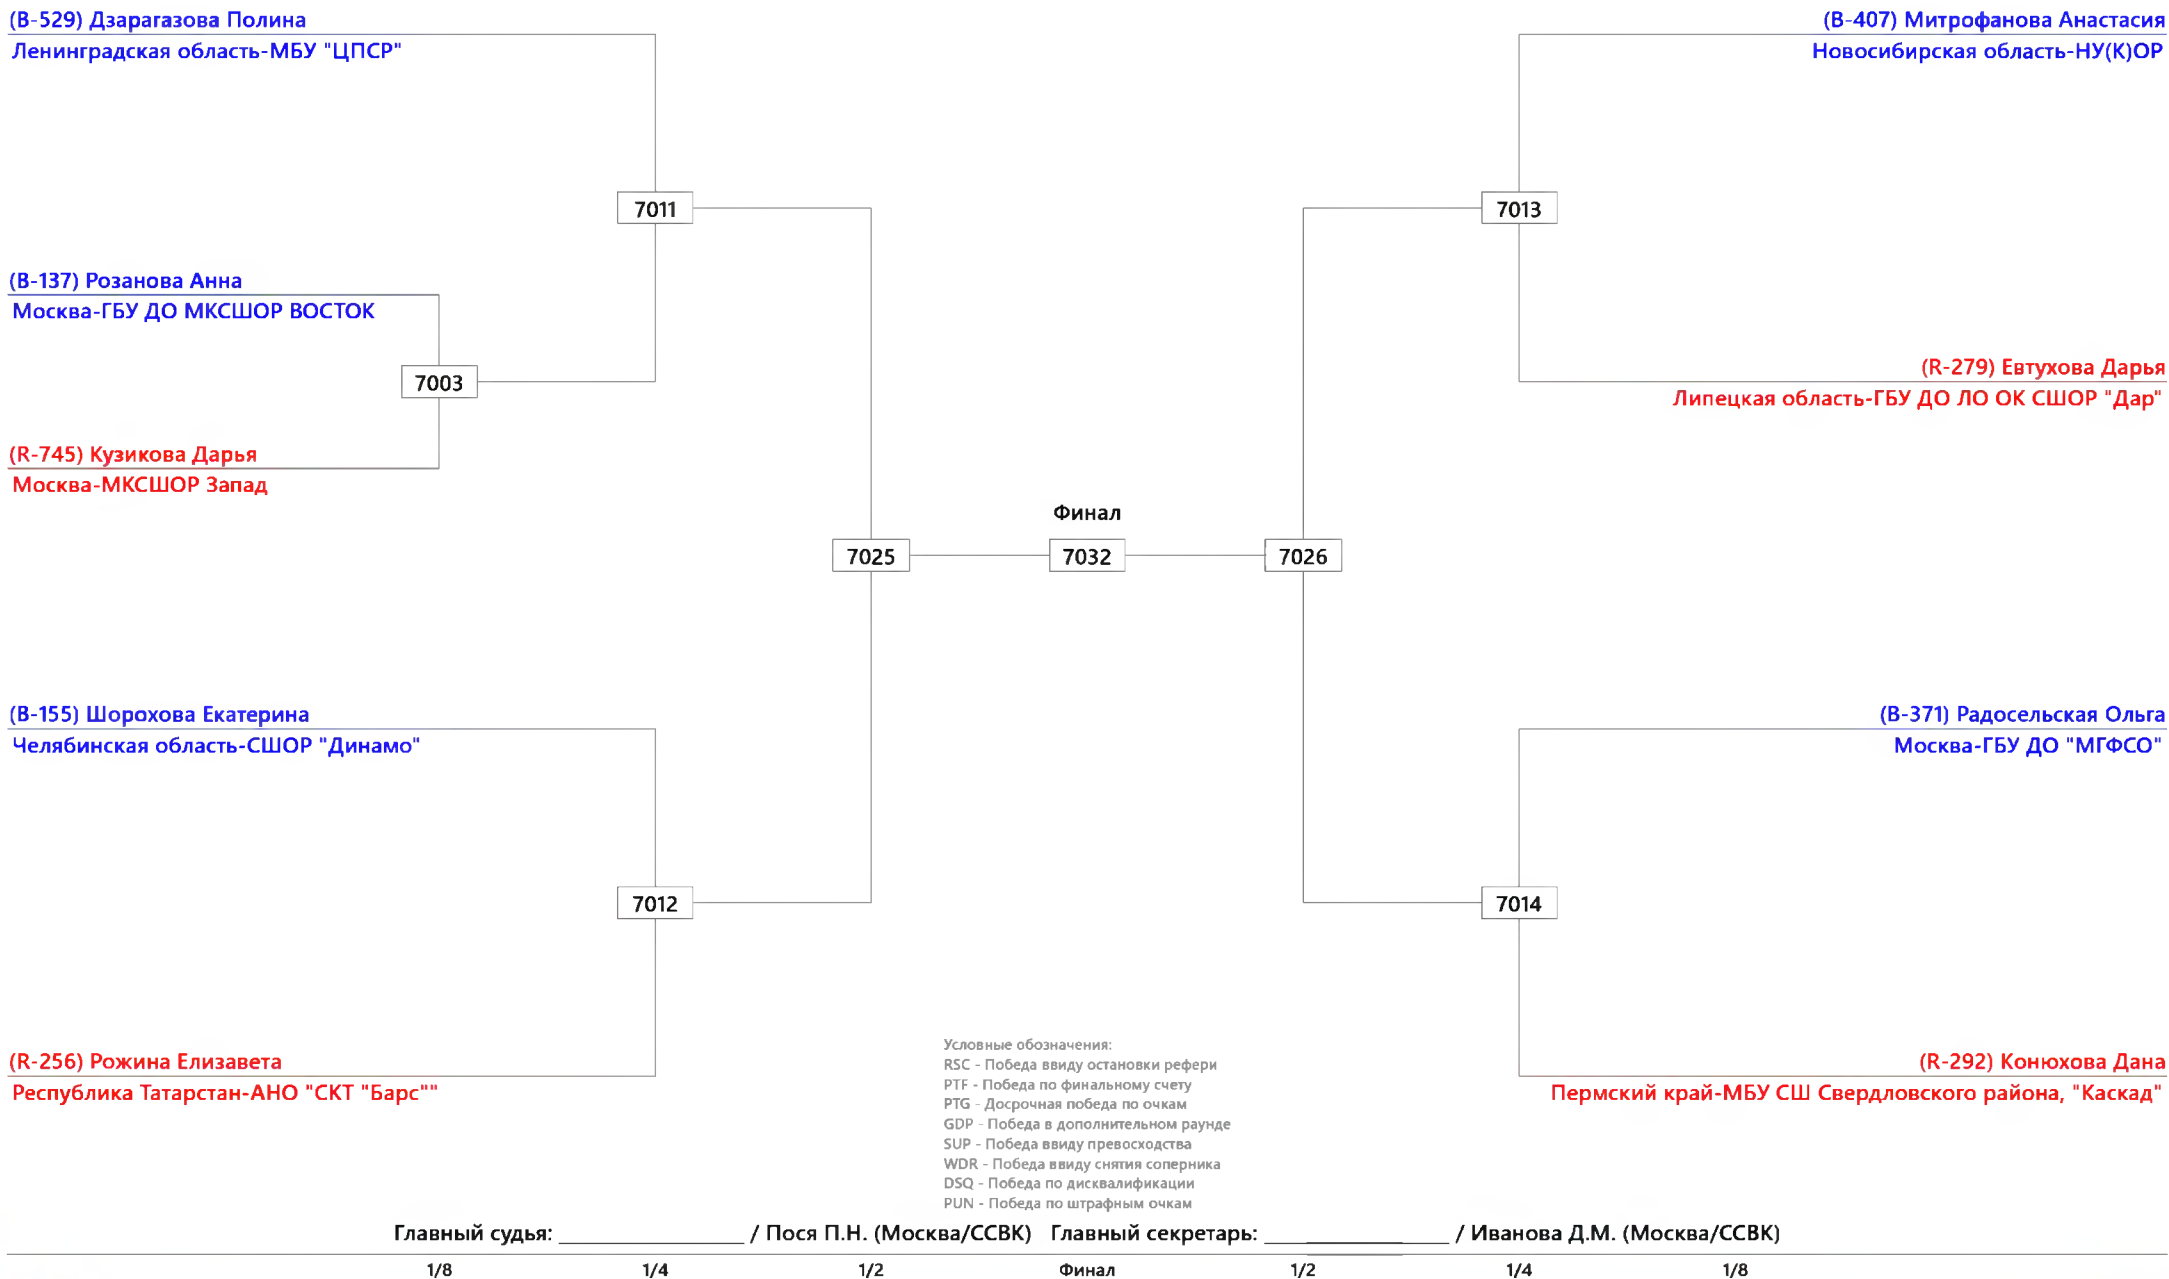 (B-529) Дзарагазова Полина
Ленинградская область-МБУ "ЦПСР"
(B-407) Митрофанова Анастасия
Новосибирская область-НУ(К)ОР
7011
7013
(B-137) Розанова Анна
Москва-ГБУ ДО МКСШОР ВОСТОК
7003
(R-279) Евтухова Дарья
Липецкая область-ГБУ ДО ЛО ОК СШОР "Дар"
(R-745) Кузикова Дарья
Москва-МКСШОР Запад
Финал
7025
7032
7026
(B-155) Шорохова Екатерина
Челябинская область-СШОР "Динамо"
(B-371) Радосельская Ольга
Москва-ГБУ ДО "МГФСО"
7012
7014
(R-256) Рожина Елизавета
Республика Татарстан-АНО "СКТ "Барс""
(R-292) Конюхова Дана
Пермский край-МБУ СШ Свердловского района, "Каскад"
Условные обозначения:
RSC - Победа ввиду остановки рефери
PTF - Победа по финальному счету
PTG - Досрочная победа по очкам
GDP - Победа в дополнительном раунде
SUP - Победа ввиду превосходства
WDR - Победа ввиду снятия соперника
DSQ - Победа по дисквалификации
PUN - Победа по штрафным очкам
Главный судья: ________________ / Пося П.Н. (Москва/ССВК) Главный секретарь: ________________ / Иванова Д.М. (Москва/ССВК)
1/8 1/4 1/2 Финал 1/2 1/4 1/8